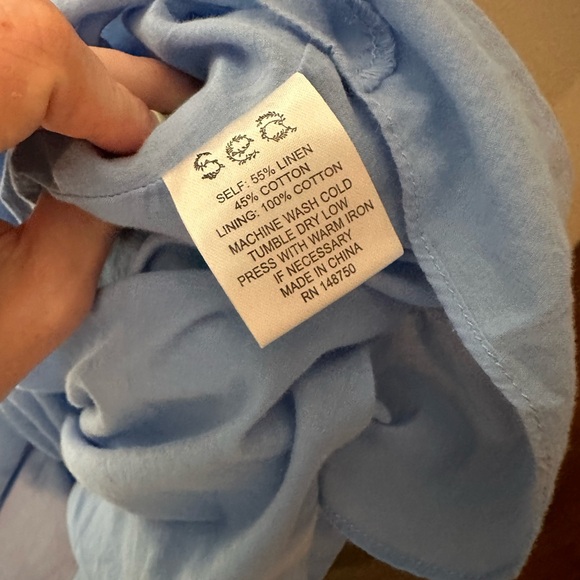 SELF: 55% LINEN
45% COTTON
LINING: 100% COTTON
MACHINE WASH COLD
TUMBLE DRY LOW
PRESS WITH WARM IRON
IF NECESSARY
MADE IN CHINA
RN 148750